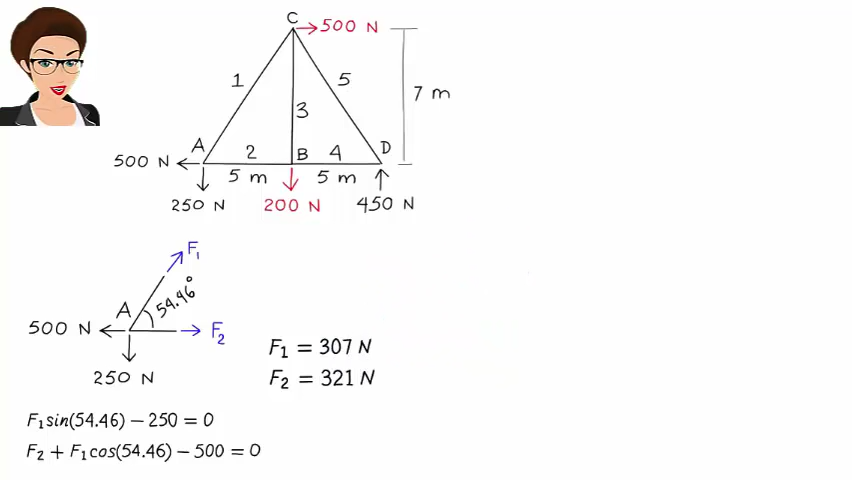 C
500 N
1
5
3
7 m
A
2
B
4
D
500 N
5 m
5 m
250 N
200 N
450 N
F₁
A
54.46°
500 N
F₂
250 N
F₁ = 307 N
F₂ = 321 N
F₁sin(54.46) − 250 = 0
F₂ + F₁cos(54.46) − 500 = 0